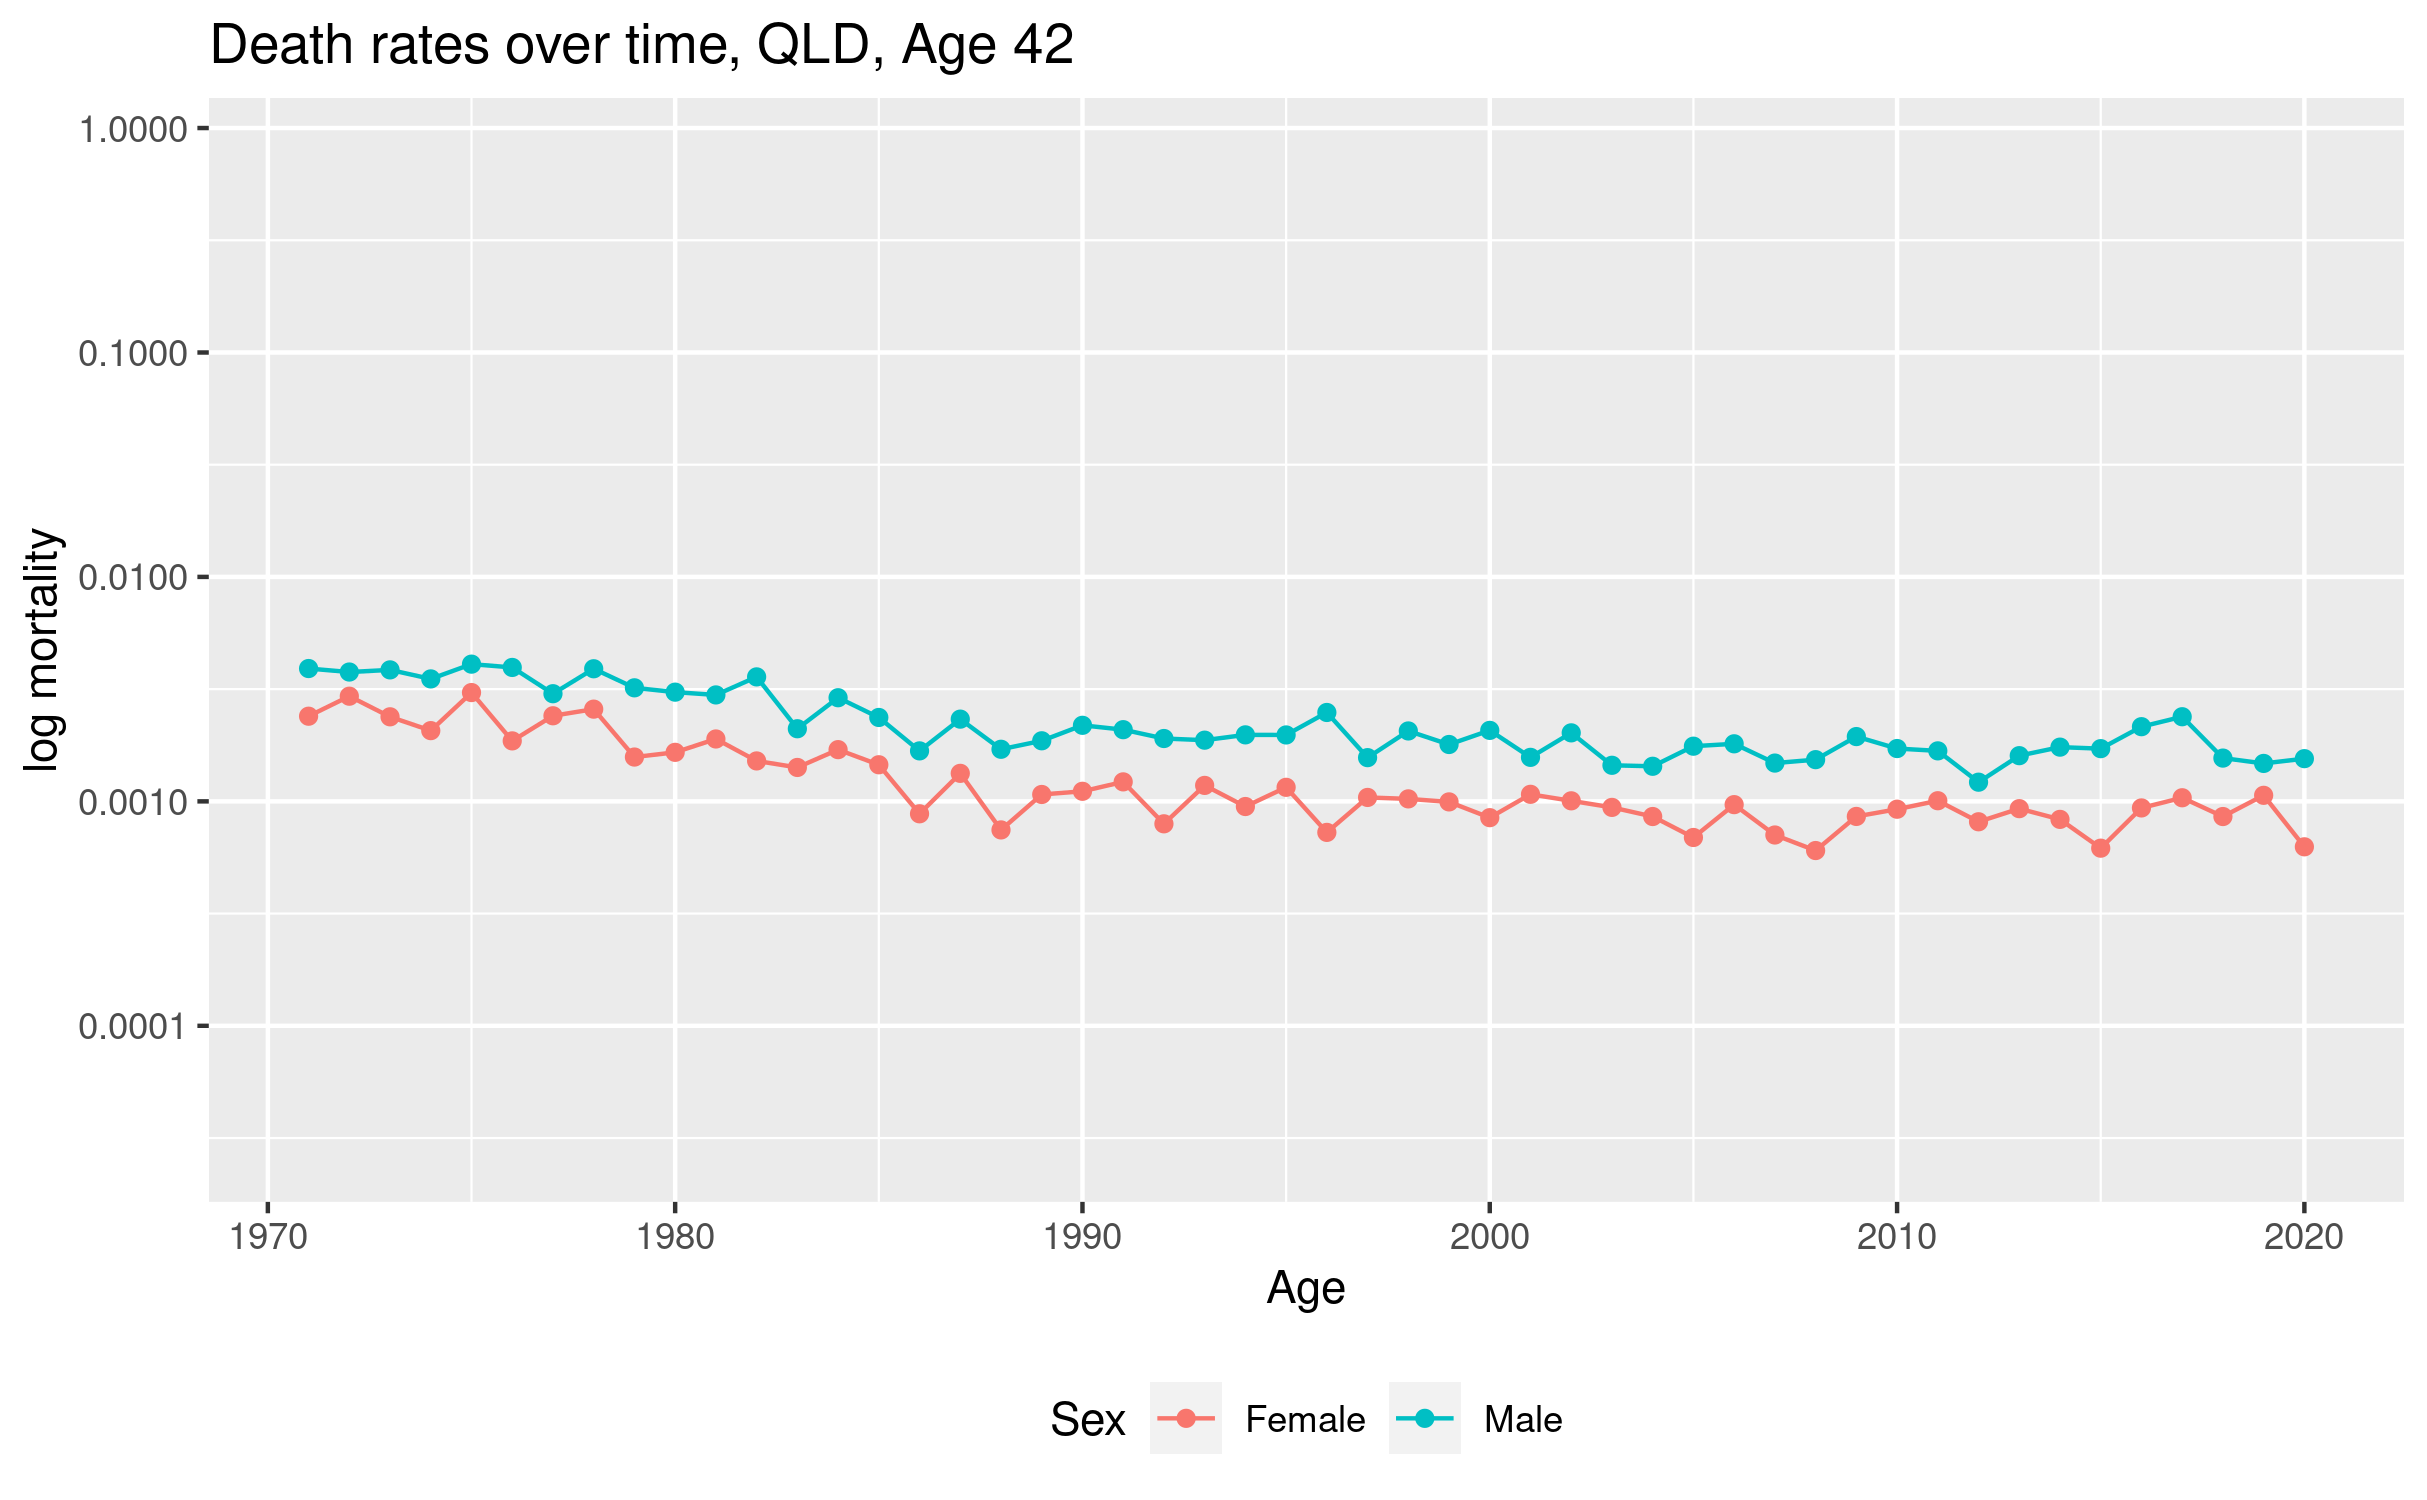 Death rates over time, QLD, Age 42
log mortality
1.0000
0.1000
0.0100
0.0010
0.0001
1970 1980 1990 2000 2010 2020
Age
Sex Female Male